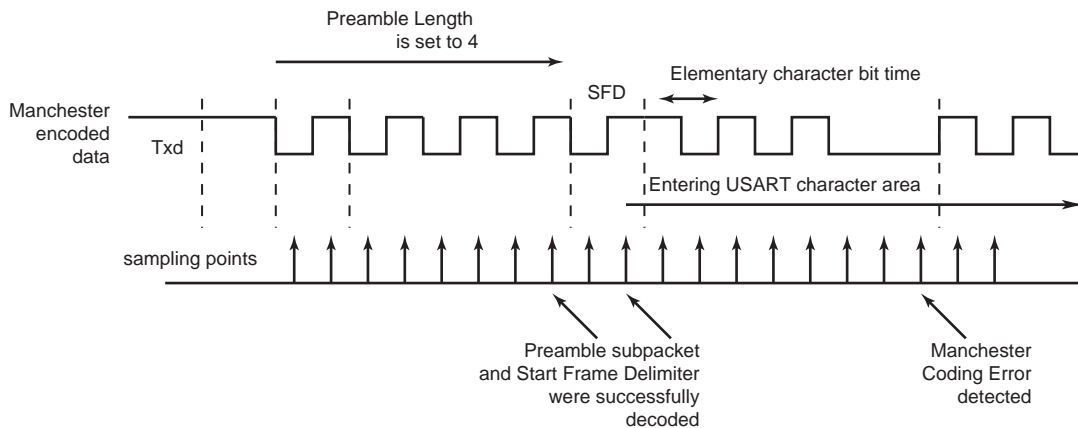 Preamble Length
is set to 4
Elementary character bit time
SFD
Manchester
encoded
data
Txd
Entering USART character area
sampling points
Preamble subpacket
and Start Frame Delimiter
were successfully
decoded
Manchester
Coding Error
detected